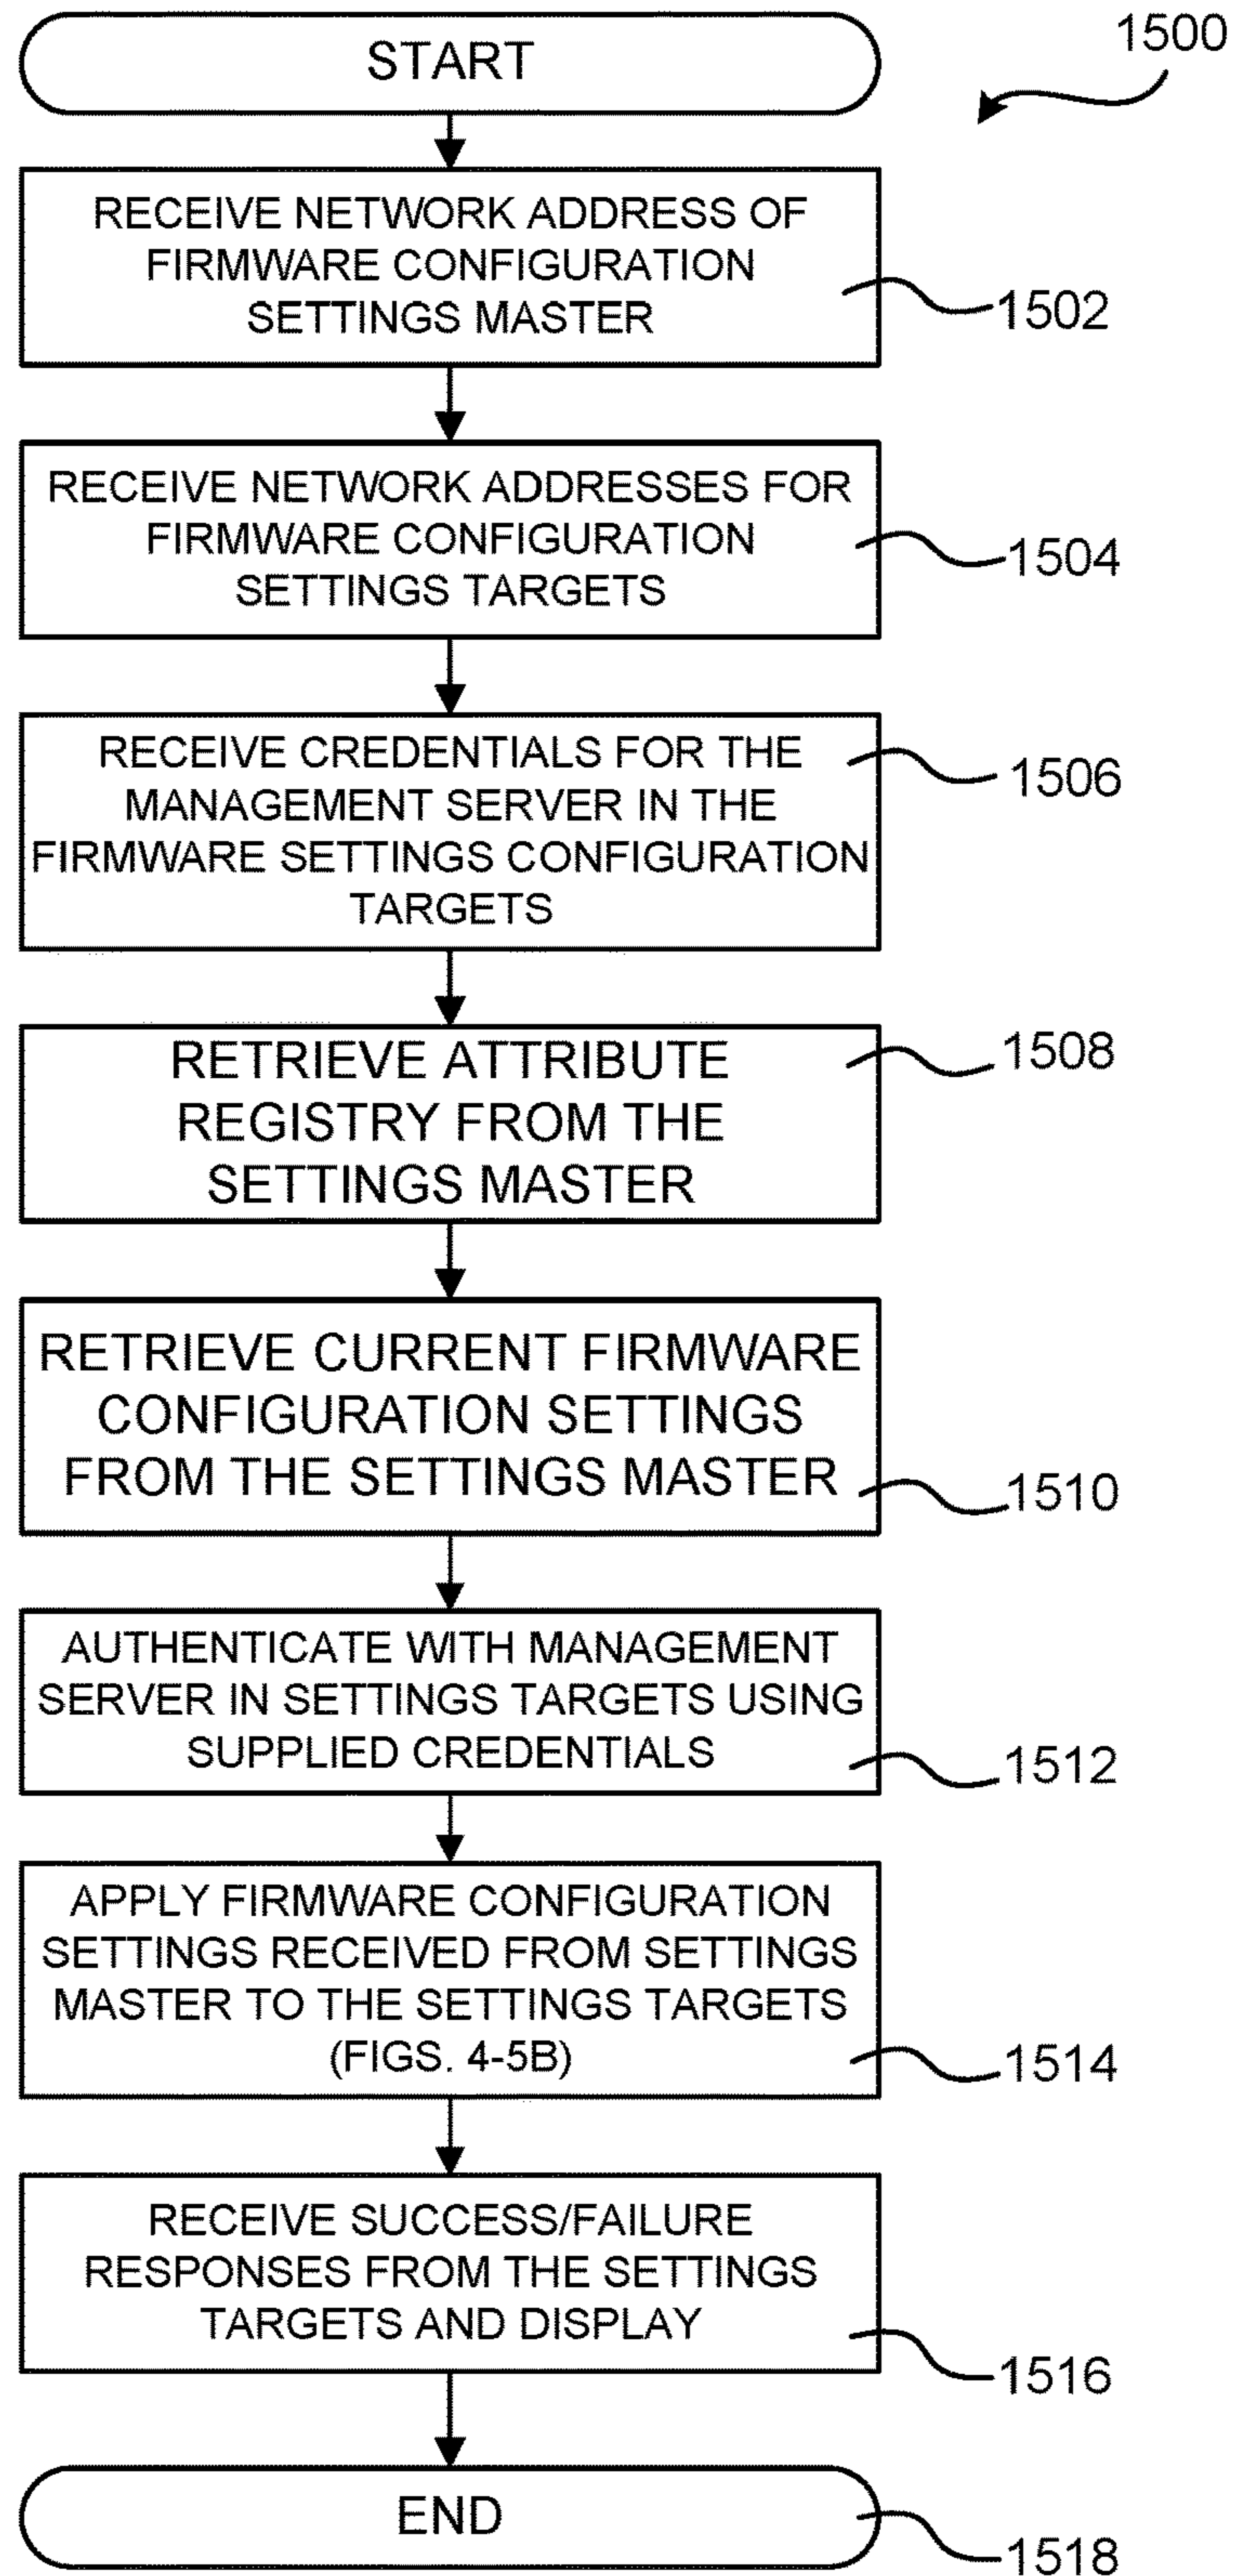 START
1500
RECEIVE NETWORK ADDRESS OF
FIRMWARE CONFIGURATION
SETTINGS MASTER
1502
RECEIVE NETWORK ADDRESSES FOR
FIRMWARE CONFIGURATION
SETTINGS TARGETS
1504
RECEIVE CREDENTIALS FOR THE
MANAGEMENT SERVER IN THE
FIRMWARE SETTINGS CONFIGURATION
TARGETS
1506
RETRIEVE ATTRIBUTE
REGISTRY FROM THE
SETTINGS MASTER
1508
RETRIEVE CURRENT FIRMWARE
CONFIGURATION SETTINGS
FROM THE SETTINGS MASTER
1510
AUTHENTICATE WITH MANAGEMENT
SERVER IN SETTINGS TARGETS USING
SUPPLIED CREDENTIALS
1512
APPLY FIRMWARE CONFIGURATION
SETTINGS RECEIVED FROM SETTINGS
MASTER TO THE SETTINGS TARGETS
(FIGS. 4-5B)
1514
RECEIVE SUCCESS/FAILURE
RESPONSES FROM THE SETTINGS
TARGETS AND DISPLAY
1516
END
1518